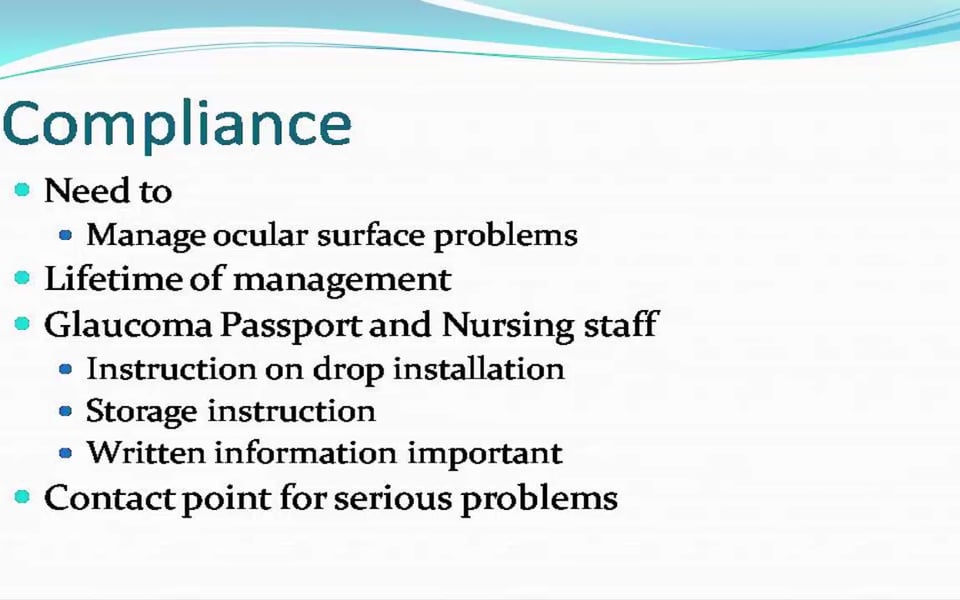 Compliance
Need to
Manage ocular surface problems
Lifetime of management
Glaucoma Passport and Nursing staff
Instruction on drop installation
Storage instruction
Written information important
Contact point for serious problems